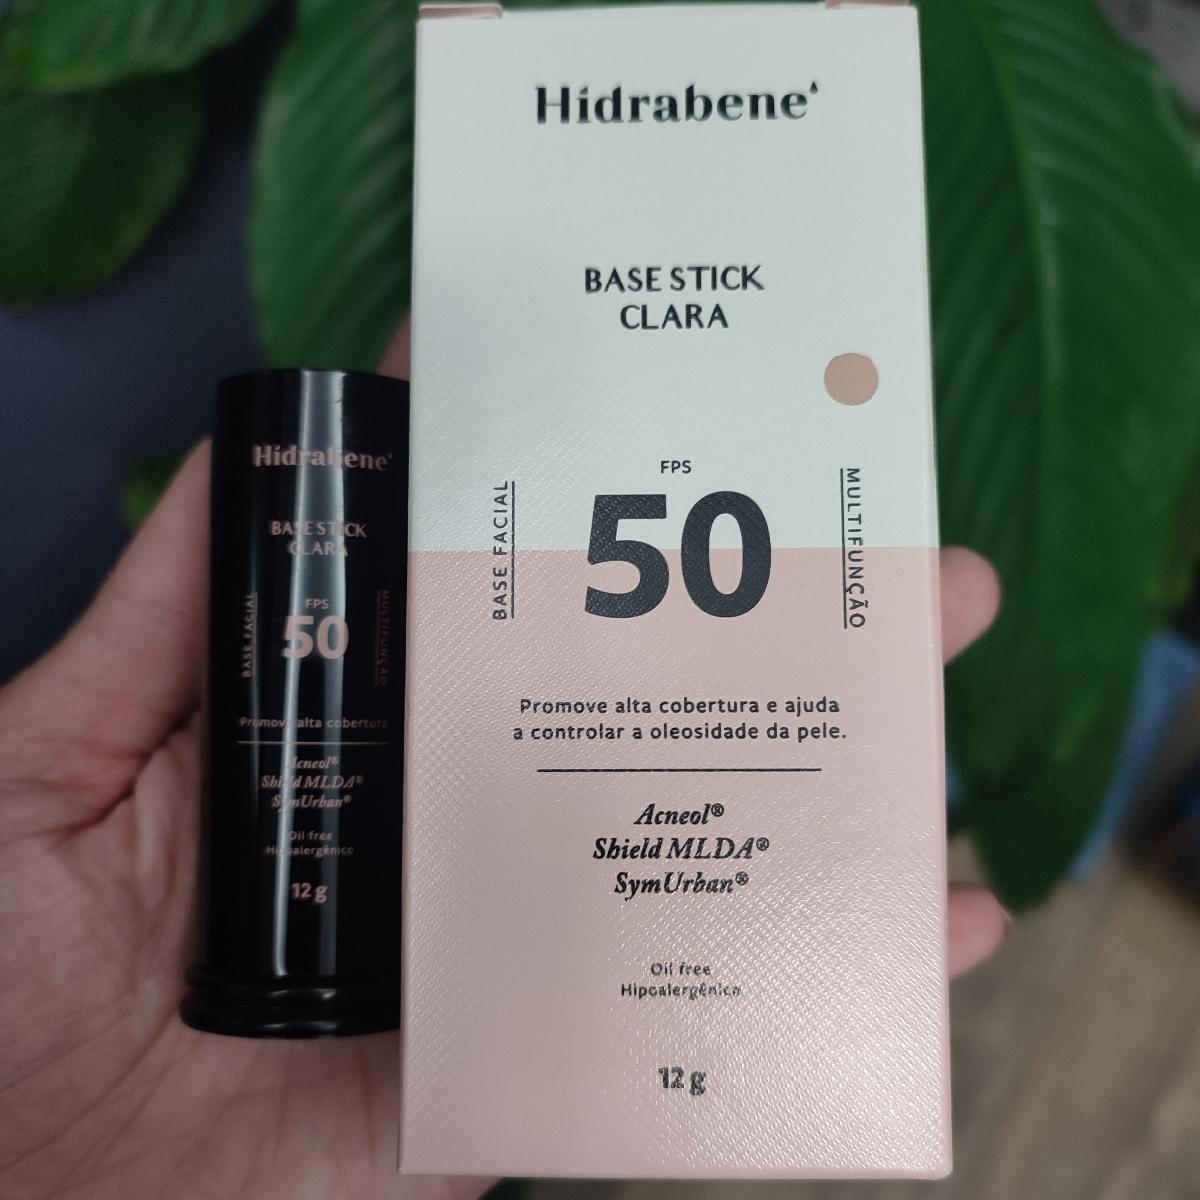 Hidrabene
BASE STICK
CLARA
FPS
50
BASE FACIAL
MULTIFUNÇÃO
Promove alta cobertura
Acneol®
Shield MLDA®
SymUrban®
Oil free
Hipoalergênico
12 g
Hidrabene
BASE STICK
CLARA
FPS
50
BASE FACIAL
MULTIFUNÇÃO
Promove alta cobertura e ajuda
a controlar a oleosidade da pele.
Acneol®
Shield MLDA®
SymUrban®
Oil free
Hipoalergênico
12 g